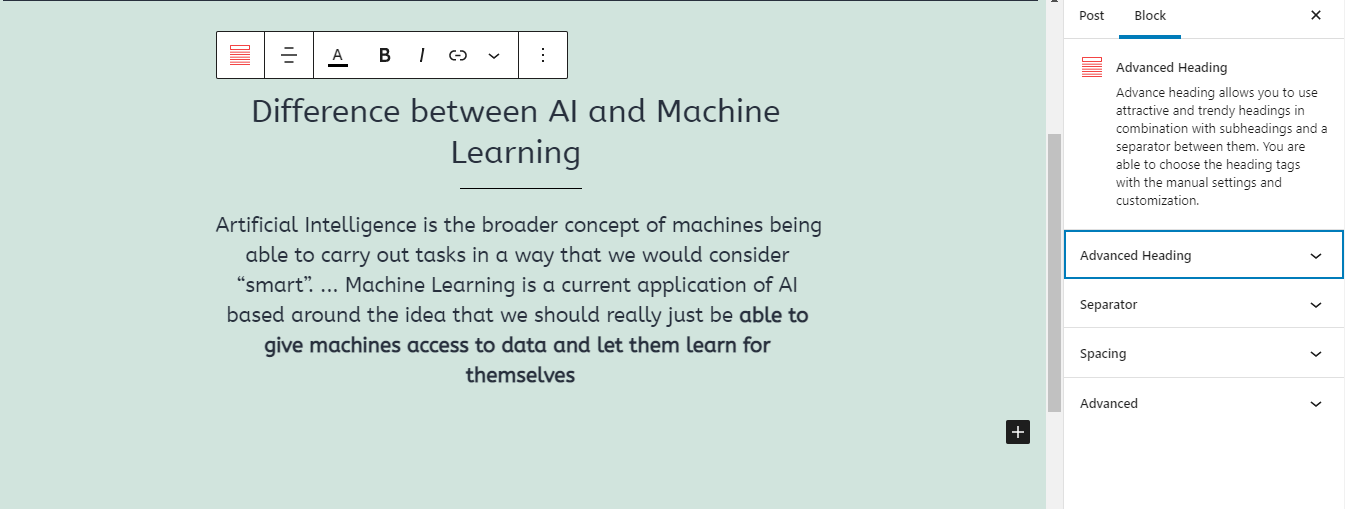 Post Block
A B I
Difference between AI and Machine
Learning
Artificial Intelligence is the broader concept of machines being
able to carry out tasks in a way that we would consider
“smart”. ... Machine Learning is a current application of AI
based around the idea that we should really just be able to
give machines access to data and let them learn for
themselves
Advanced Heading
Advance heading allows you to use
attractive and trendy headings in
combination with subheadings and a
separator between them. You are
able to choose the heading tags
with the manual settings and
customization.
Advanced Heading
Separator
Spacing
Advanced